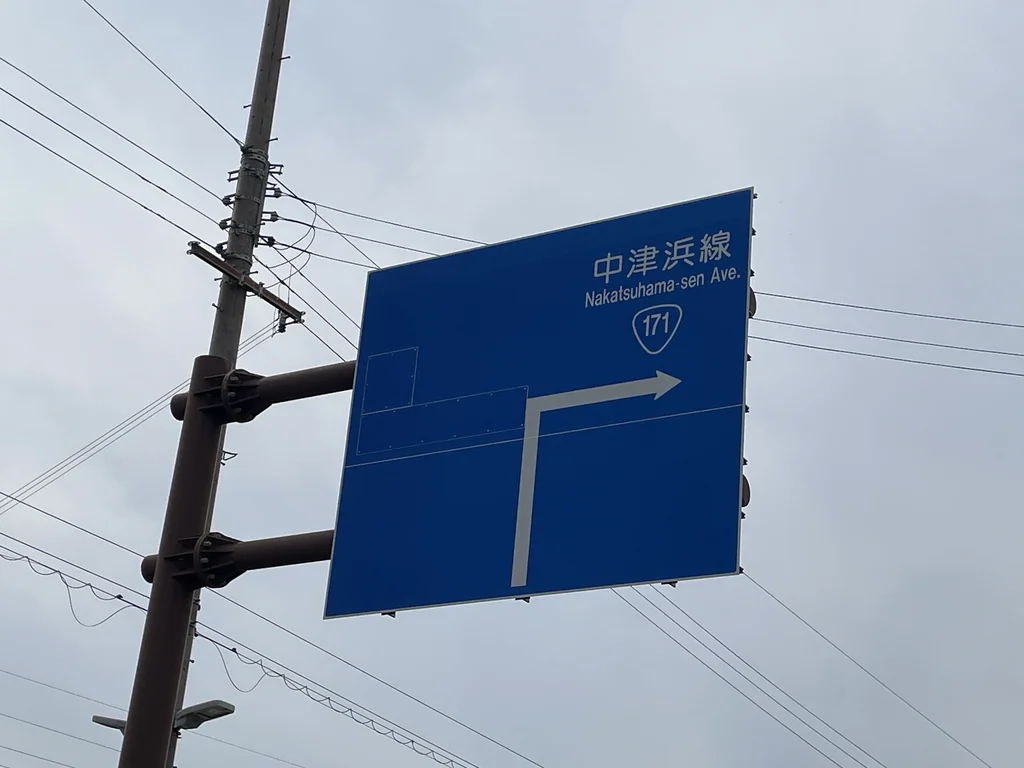 中津浜線
Nakatsuhama-sen Ave.
171